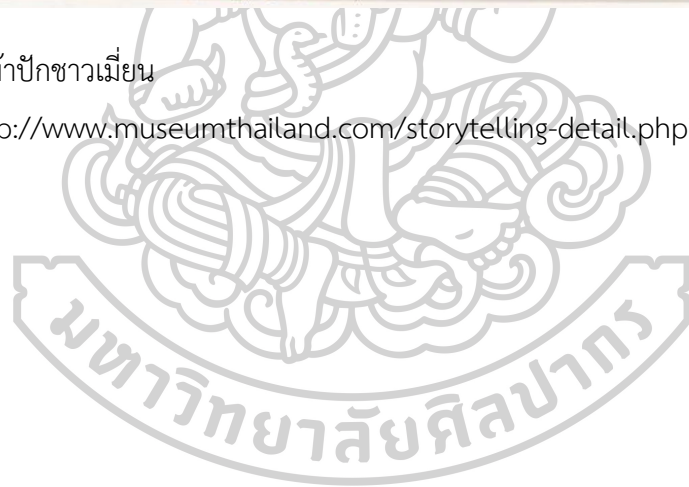 าปักชาวเมี่ยน
p://www.museumthailand.com/storytelling-detail.php
มหาวิทยาลัยศิลปากร